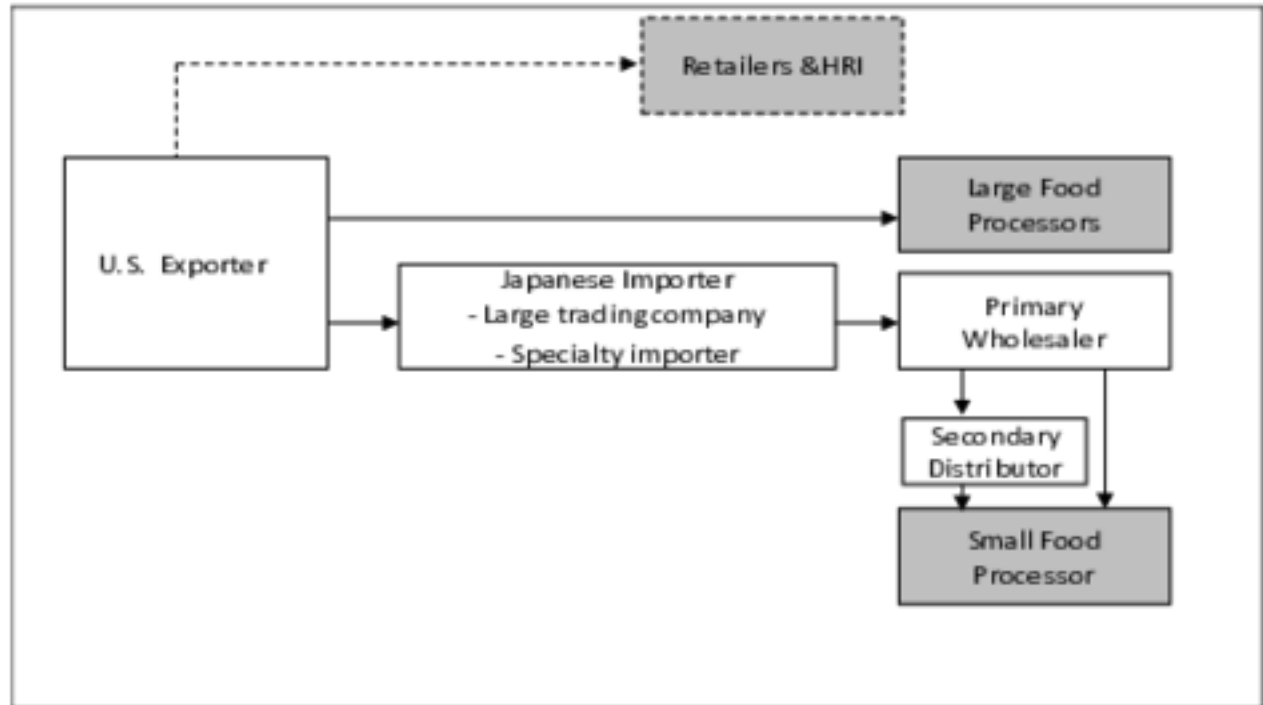 Retailers &HRI
Large Food
Processors
U.S. Exporter
Japanese Importer
- Large tradingcompany
- Specialty importer
Primary
Wholesaler
Secondary
Distributor
Small Food
Processor